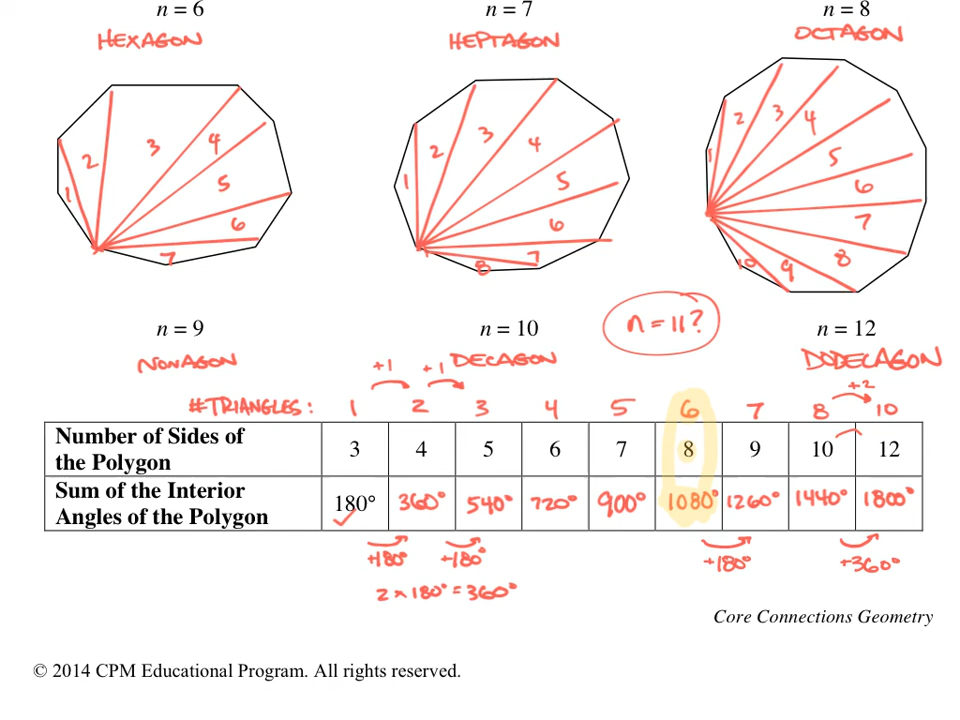 n = 6
n = 7
n = 8
HEXAGON
HEPTAGON
OCTAGON
1 2 3 4 5 6 7
1 2 3 4 5 6 7 8
1 2 3 4 5 6 7 8 9 10
n = 9
n = 10
n = 11?
n = 12
NONAGON
DECAGON
DODECAGON
+1 +1 +2
#TRIANGLES: 1 2 3 4 5 6 7 8 10
Number of Sides of
the Polygon 3 4 5 6 7 8 9 10 12
Sum of the Interior
Angles of the Polygon 180° 360° 540° 720° 900° 1080° 1260° 1440° 1800°
+180° +180° +180° +360°
2 × 180° = 360°
Core Connections Geometry
© 2014 CPM Educational Program. All rights reserved.